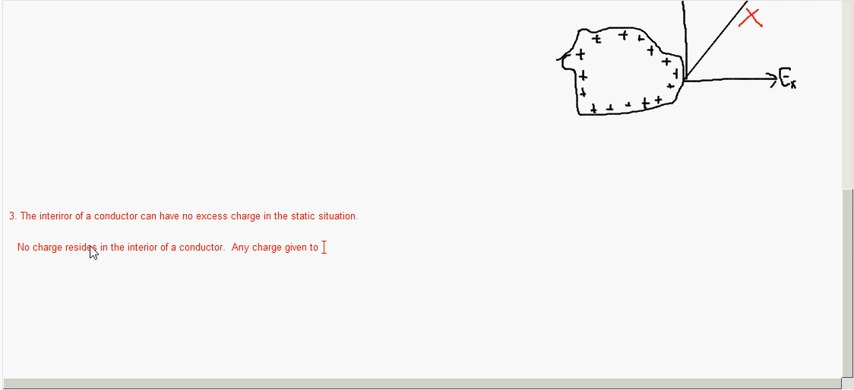 Ex
3. The interiror of a conductor can have no excess charge in the static situation.
No charge resides in the interior of a conductor. Any charge given to